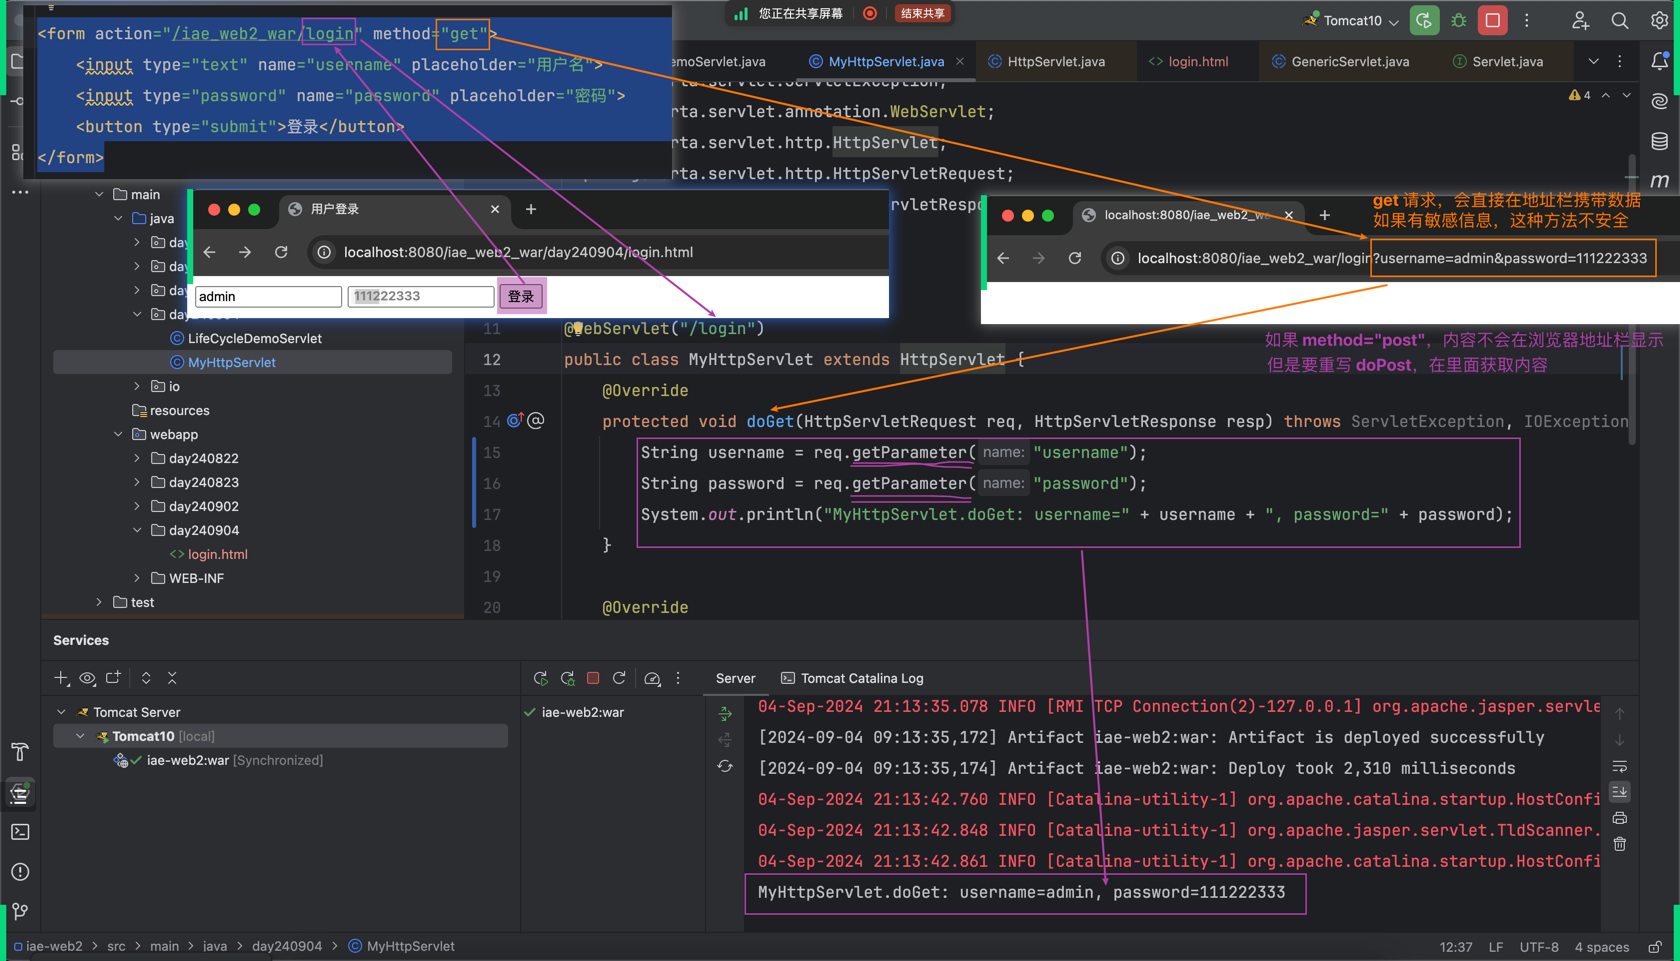 <form action="/iae_web2_war/login" method="get">
<input type="text" name="username" placeholder="用户名">
<input type="password" name="password" placeholder="密码">
<button type="submit">登录</button>
</form>
您正在共享屏幕 结束共享
Tomcat10
emoServlet.java MyHttpServlet.java HttpServlet.java login.html GenericServlet.java Servlet.java
rta.servlet.ServletException;
rta.servlet.annotation.WebServlet;
rta.servlet.http.HttpServlet;
rta.servlet.http.HttpServletRequest;
4
main
java
用户登录
localhost:8080/iae_web2_war/day240904/login.html
admin 111222333 登录
localhost:8080/iae_web2_wa
localhost:8080/iae_web2_war/login?username=admin&password=111222333
get 请求，会直接在地址栏携带数据
如果有敏感信息，这种方法不安全
如果 method="post"，内容不会在浏览器地址栏显示
但是要重写 doPost，在里面获取内容
LifeCycleDemoServlet
MyHttpServlet
io
resources
webapp
day240822
day240823
day240902
day240904
login.html
WEB-INF
test
11 @WebServlet("/login")
12 public class MyHttpServlet extends HttpServlet {
13 @Override
14 protected void doGet(HttpServletRequest req, HttpServletResponse resp) throws ServletException, IOException
15 String username = req.getParameter( name: "username");
16 String password = req.getParameter( name: "password");
17 System.out.println("MyHttpServlet.doGet: username=" + username + ", password=" + password);
18 }
19
20 @Override
Services
Tomcat Server
Tomcat10 [local]
iae-web2:war [Synchronized]
iae-web2:war
Server Tomcat Catalina Log
04-Sep-2024 21:13:35.078 INFO [RMI TCP Connection(2)-127.0.0.1] org.apache.jasper.servle
[2024-09-04 09:13:35,172] Artifact iae-web2:war: Artifact is deployed successfully
[2024-09-04 09:13:35,174] Artifact iae-web2:war: Deploy took 2,310 milliseconds
04-Sep-2024 21:13:42.760 INFO [Catalina-utility-1] org.apache.catalina.startup.HostConfi
04-Sep-2024 21:13:42.848 INFO [Catalina-utility-1] org.apache.jasper.servlet.TldScanner.
04-Sep-2024 21:13:42.861 INFO [Catalina-utility-1] org.apache.catalina.startup.HostConfi
MyHttpServlet.doGet: username=admin, password=111222333
iae-web2 > src > main > java > day240904 > MyHttpServlet
12:37 LF UTF-8 4 spaces